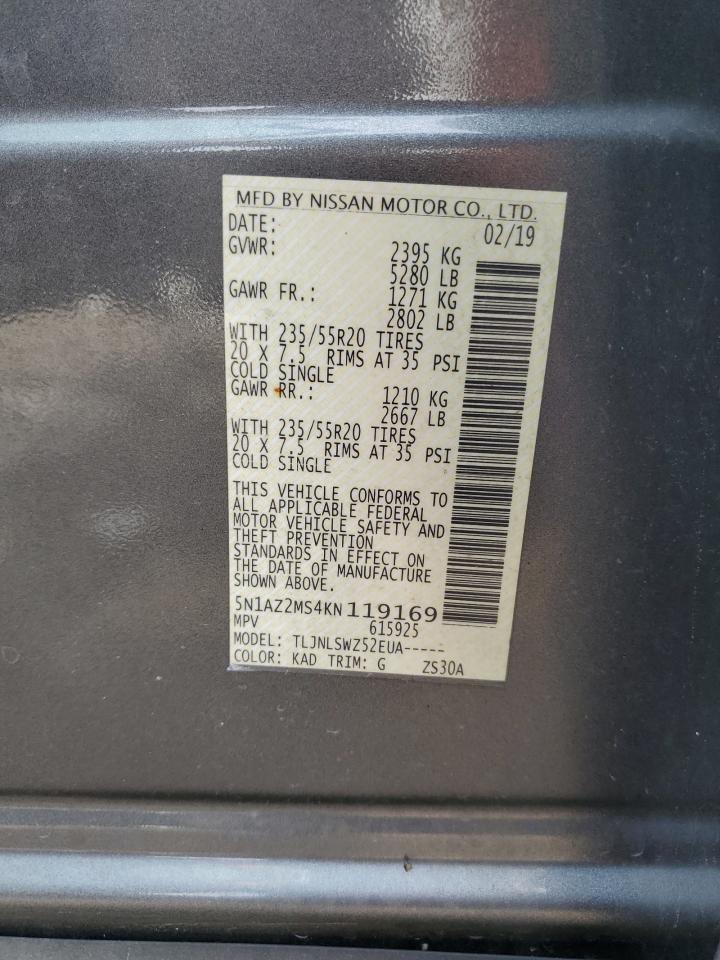 MFD BY NISSAN MOTOR CO., LTD.
DATE: 02/19
GVWR: 2395 KG
5280 LB
GAWR FR.: 1271 KG
2802 LB
WITH 235/55R20 TIRES
20 X 7.5 RIMS AT 35 PSI
COLD SINGLE
GAWR RR.: 1210 KG
2667 LB
WITH 235/55R20 TIRES
20 X 7.5 RIMS AT 35 PSI
COLD SINGLE
THIS VEHICLE CONFORMS TO
ALL APPLICABLE FEDERAL
MOTOR VEHICLE SAFETY AND
THEFT PREVENTION
STANDARDS IN EFFECT ON
THE DATE OF MANUFACTURE
SHOWN ABOVE.
5N1AZ2MS4KN119169
MPV 615925
MODEL: TLJNLSWZ52EUA-----
COLOR: KAD TRIM: G ZS30A